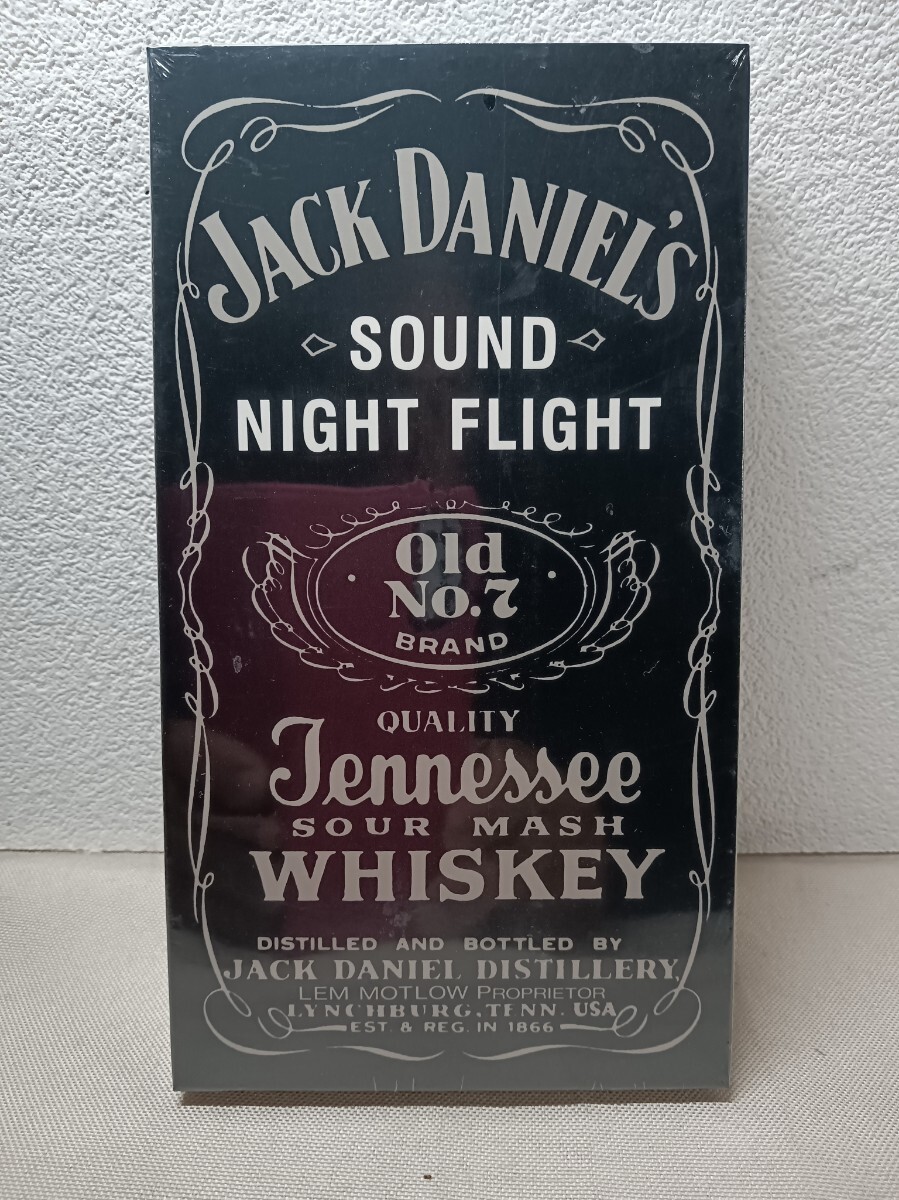 JACK DANIEL'S
SOUND
NIGHT FLIGHT
Old
No.7
BRAND
QUALITY
Tennessee
SOUR MASH
WHISKEY
DISTILLED AND BOTTLED BY
JACK DANIEL DISTILLERY,
LEM MOTLOW PROPRIETOR
LYNCHBURG, TENN. USA
EST. & REG. IN 1866